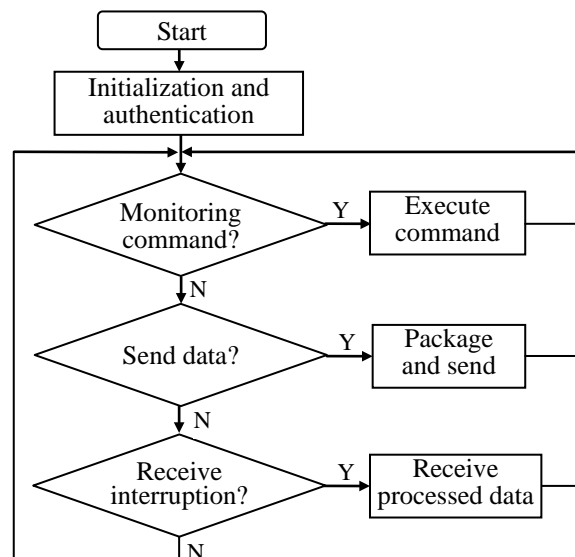 Start
Initialization and
authentication
Monitoring
command?
Y
Execute
command
N
Send data?
Y
Package
and send
N
Receive
interruption?
Y
Receive
processed data
N